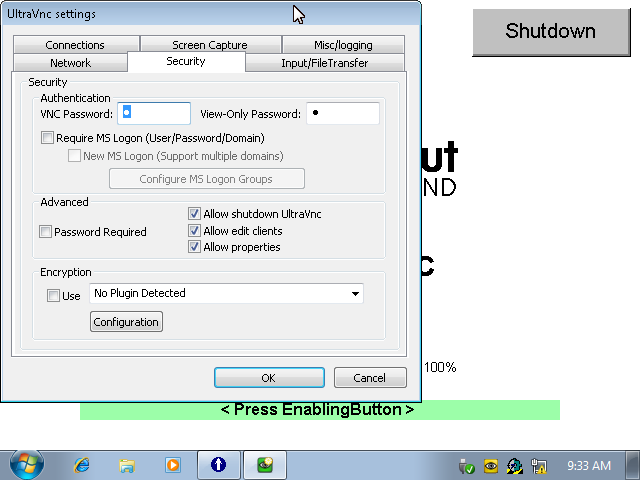 UltraVnc settings
Shutdown
Connections
Screen Capture
Misc/logging
Network
Security
Input/FileTransfer
Security
Authentication
VNC Password:
View-Only Password:
Require MS Logon (User/Password/Domain)
New MS Logon (Support multiple domains)
Configure MS Logon Groups
ut
ND
Advanced
Allow shutdown UltraVnc
Password Required
Allow edit clients
Allow properties
c
Encryption
Use
No Plugin Detected
Configuration
OK
Cancel
100%
< Press EnablingButton >
9:33 AM